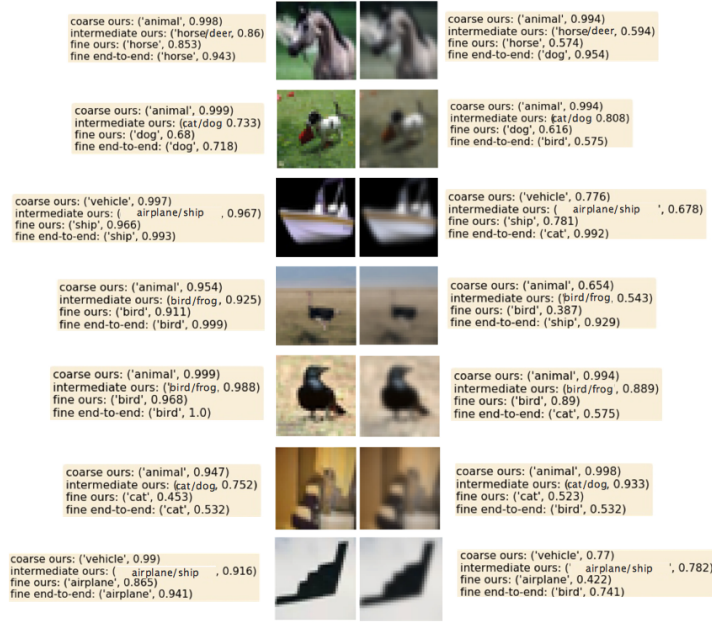 coarse ours: ('animal', 0.998)
intermediate ours: ('horse/deer, 0.86)
fine ours: ('horse', 0.853)
fine end-to-end: ('horse', 0.943)
coarse ours: ('animal', 0.994)
intermediate ours: ('horse/deer, 0.594)
fine ours: ('horse', 0.574)
fine end-to-end: ('dog', 0.954)
coarse ours: ('animal', 0.999)
intermediate ours: (cat/dog 0.733)
fine ours: ('dog', 0.68)
fine end-to-end: ('dog', 0.718)
coarse ours: ('animal', 0.994)
intermediate ours: (cat/dog 0.808)
fine ours: ('dog', 0.616)
fine end-to-end: ('bird', 0.575)
coarse ours: ('vehicle', 0.997)
intermediate ours: ( airplane/ship , 0.967)
fine ours: ('ship', 0.966)
fine end-to-end: ('ship', 0.993)
coarse ours: ('vehicle', 0.776)
intermediate ours: ( airplane/ship ', 0.678)
fine ours: ('ship', 0.781)
fine end-to-end: ('cat', 0.992)
coarse ours: ('animal', 0.954)
intermediate ours: (bird/frog, 0.925)
fine ours: ('bird', 0.911)
fine end-to-end: ('bird', 0.999)
coarse ours: ('animal', 0.654)
intermediate ours: ('bird/frog, 0.543)
fine ours: ('bird', 0.387)
fine end-to-end: ('ship', 0.929)
coarse ours: ('animal', 0.999)
intermediate ours: ('bird/frog, 0.988)
fine ours: ('bird', 0.968)
fine end-to-end: ('bird', 1.0)
coarse ours: ('animal', 0.994)
intermediate ours: (bird/frog', 0.889)
fine ours: ('bird', 0.89)
fine end-to-end: ('cat', 0.575)
coarse ours: ('animal', 0.947)
intermediate ours: (cat/dog, 0.752)
fine ours: ('cat', 0.453)
fine end-to-end: ('cat', 0.532)
coarse ours: ('animal', 0.998)
intermediate ours: (cat/dog, 0.933)
fine ours: ('cat', 0.523)
fine end-to-end: ('bird', 0.532)
coarse ours: ('vehicle', 0.99)
intermediate ours: ( airplane/ship , 0.916)
fine ours: ('airplane', 0.865)
fine end-to-end: ('airplane', 0.941)
coarse ours: ('vehicle', 0.77)
intermediate ours: (' airplane/ship ', 0.782)
fine ours: ('airplane', 0.422)
fine end-to-end: ('bird', 0.741)